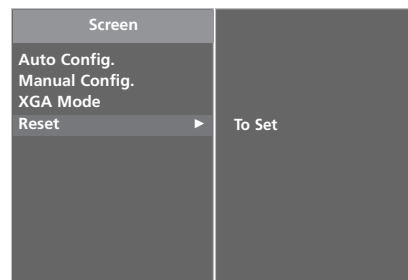 Screen
Auto Config.
Manual Config.
XGA Mode
Reset ►
To Set